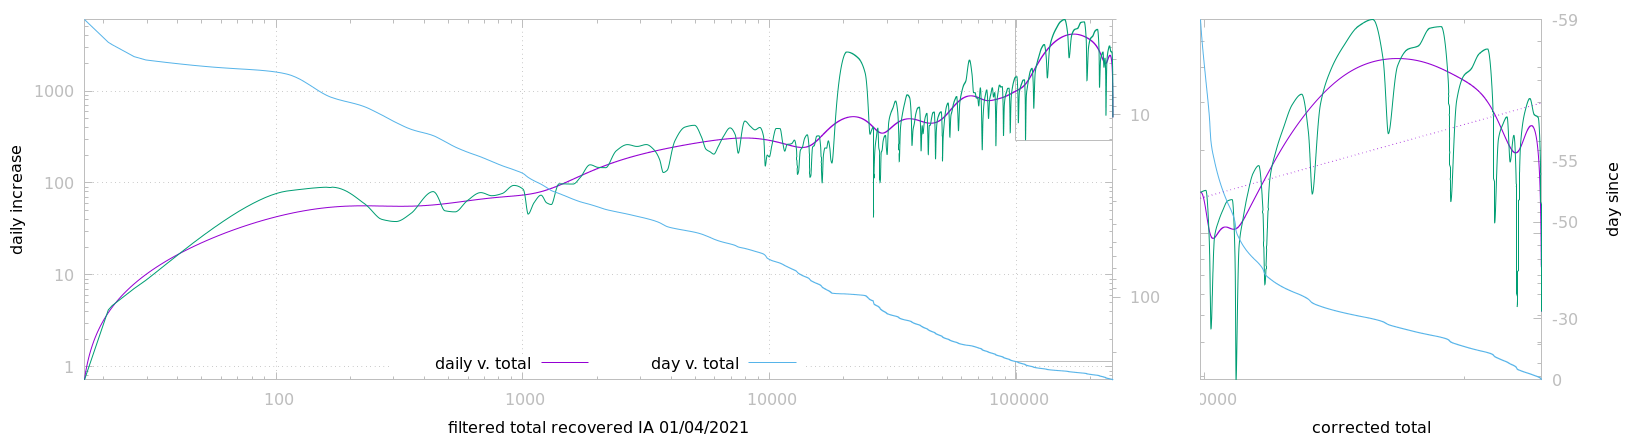 daily increase
1000
100
10
1
daily v. total
day v. total
100
1000
10000
100000
filtered total recovered IA 01/04/2021
10
100
0000
corrected total
-59
-55
-50
-30
0
day since